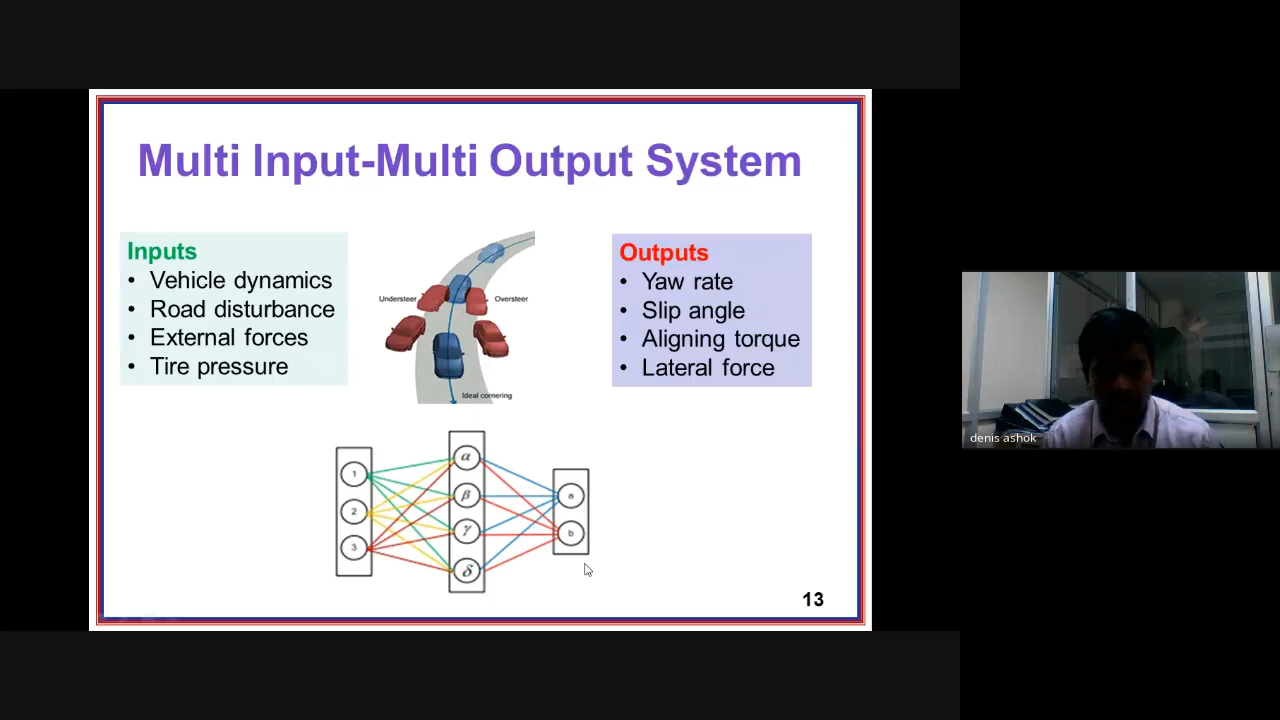 Multi Input-Multi Output System
Inputs
• Vehicle dynamics
• Road disturbance
• External forces
• Tire pressure
Understeer
Oversteer
Ideal cornering
Outputs
• Yaw rate
• Slip angle
• Aligning torque
• Lateral force
1
2
3
α
β
γ
δ
a
b
13
denis ashok